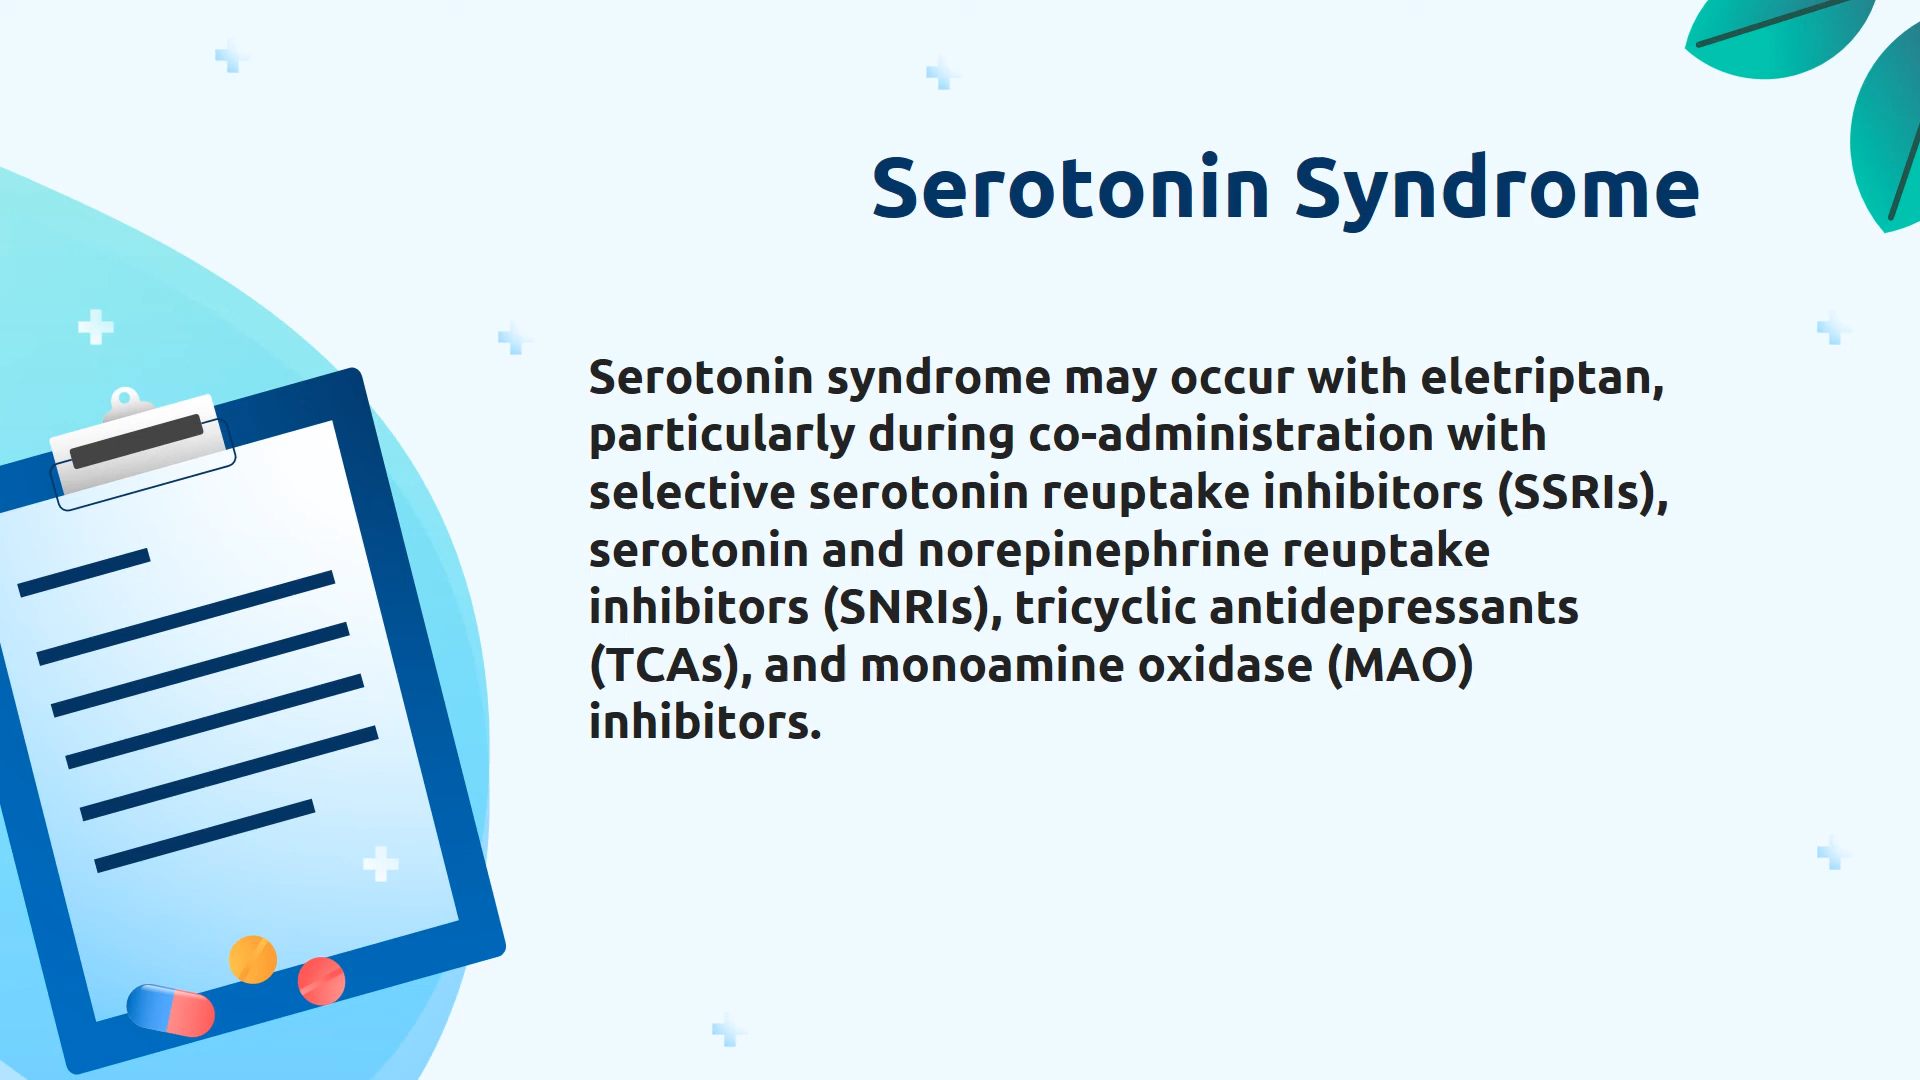 Serotonin Syndrome
Serotonin syndrome may occur with eletriptan,
particularly during co-administration with
selective serotonin reuptake inhibitors (SSRIs),
serotonin and norepinephrine reuptake
inhibitors (SNRIs), tricyclic antidepressants
(TCAs), and monoamine oxidase (MAO)
inhibitors.